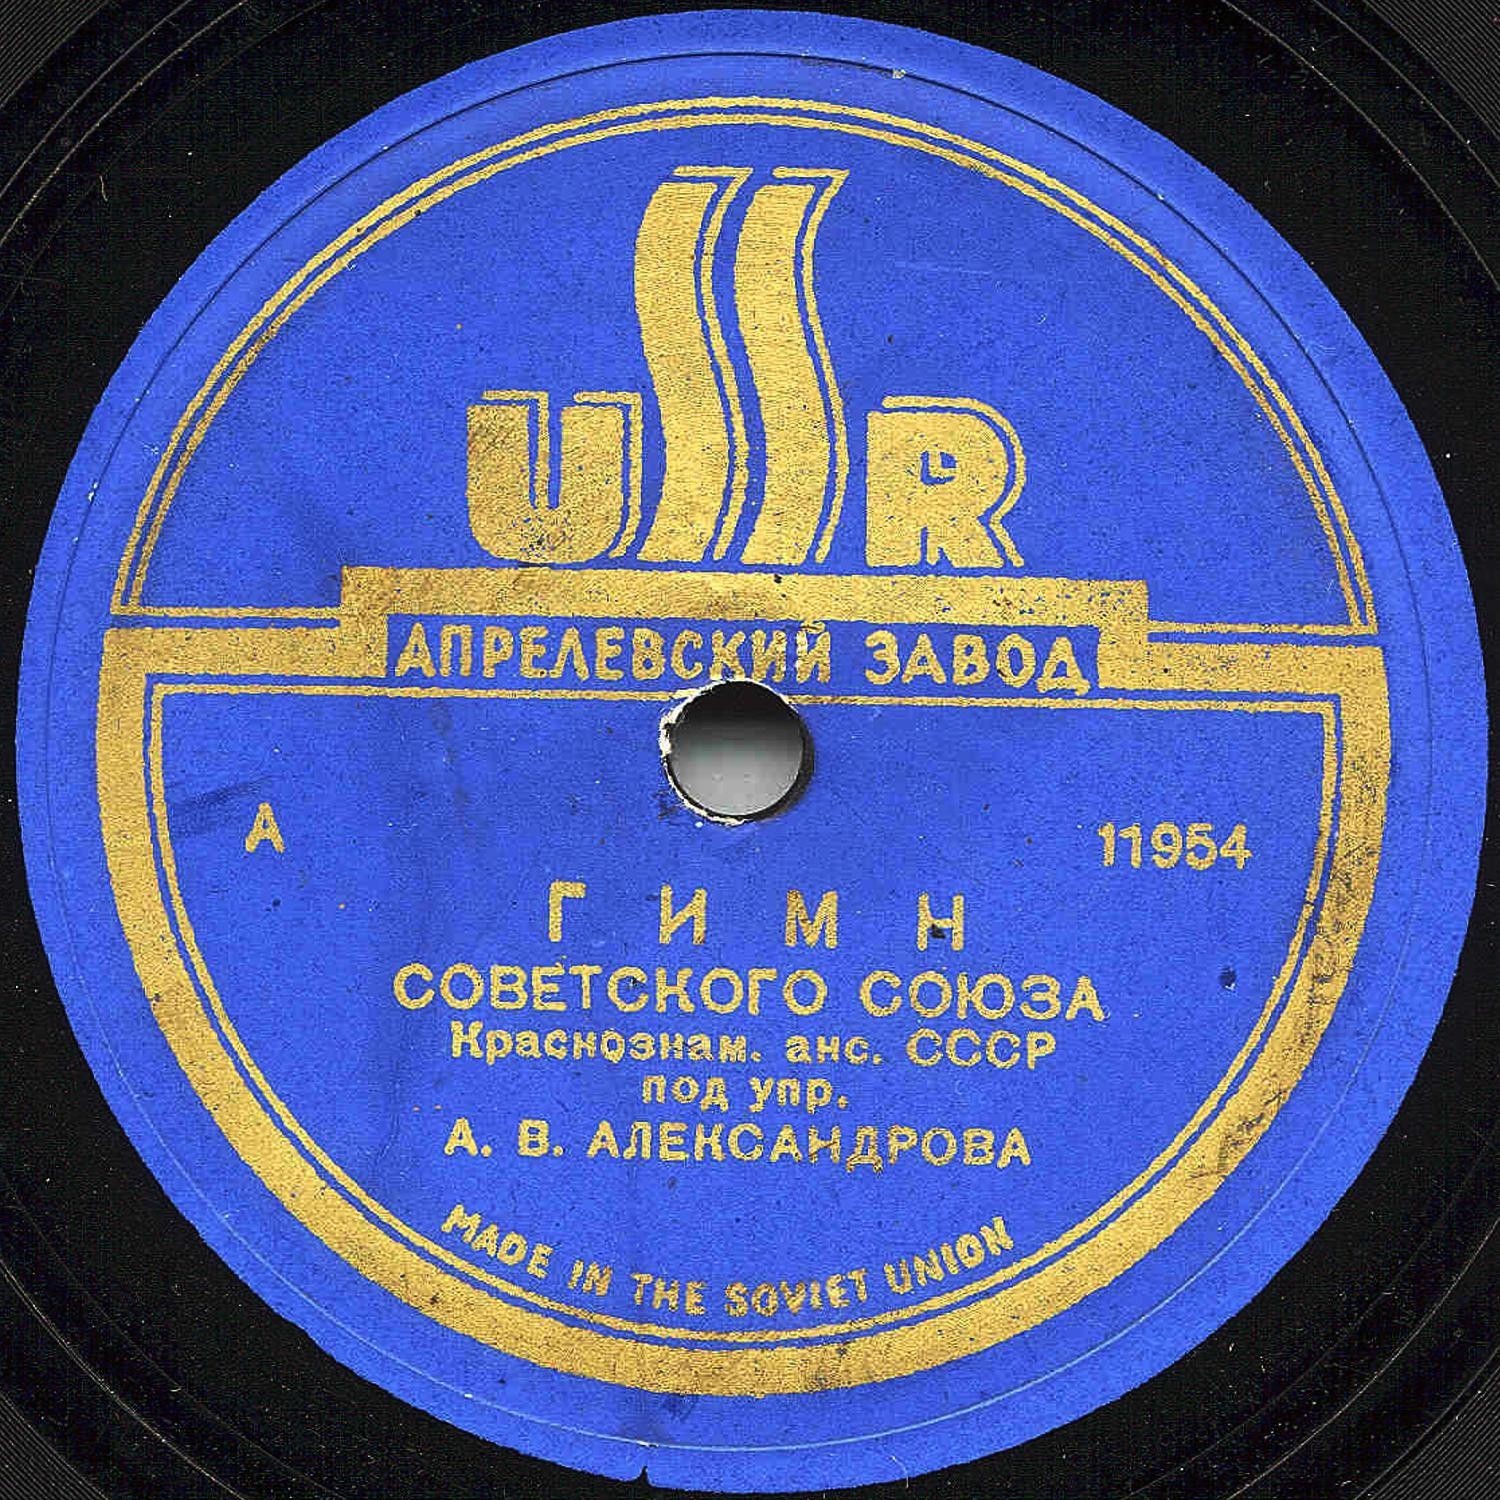 USSR
АПРЕЛЕВСКИЙ ЗАВОД
А 11954
ГИМН
СОВЕТСКОГО СОЮЗА
Краснознам. анс. СССР
под упр.
А. В. АЛЕКСАНДРОВА
MADE IN THE SOVIET UNION